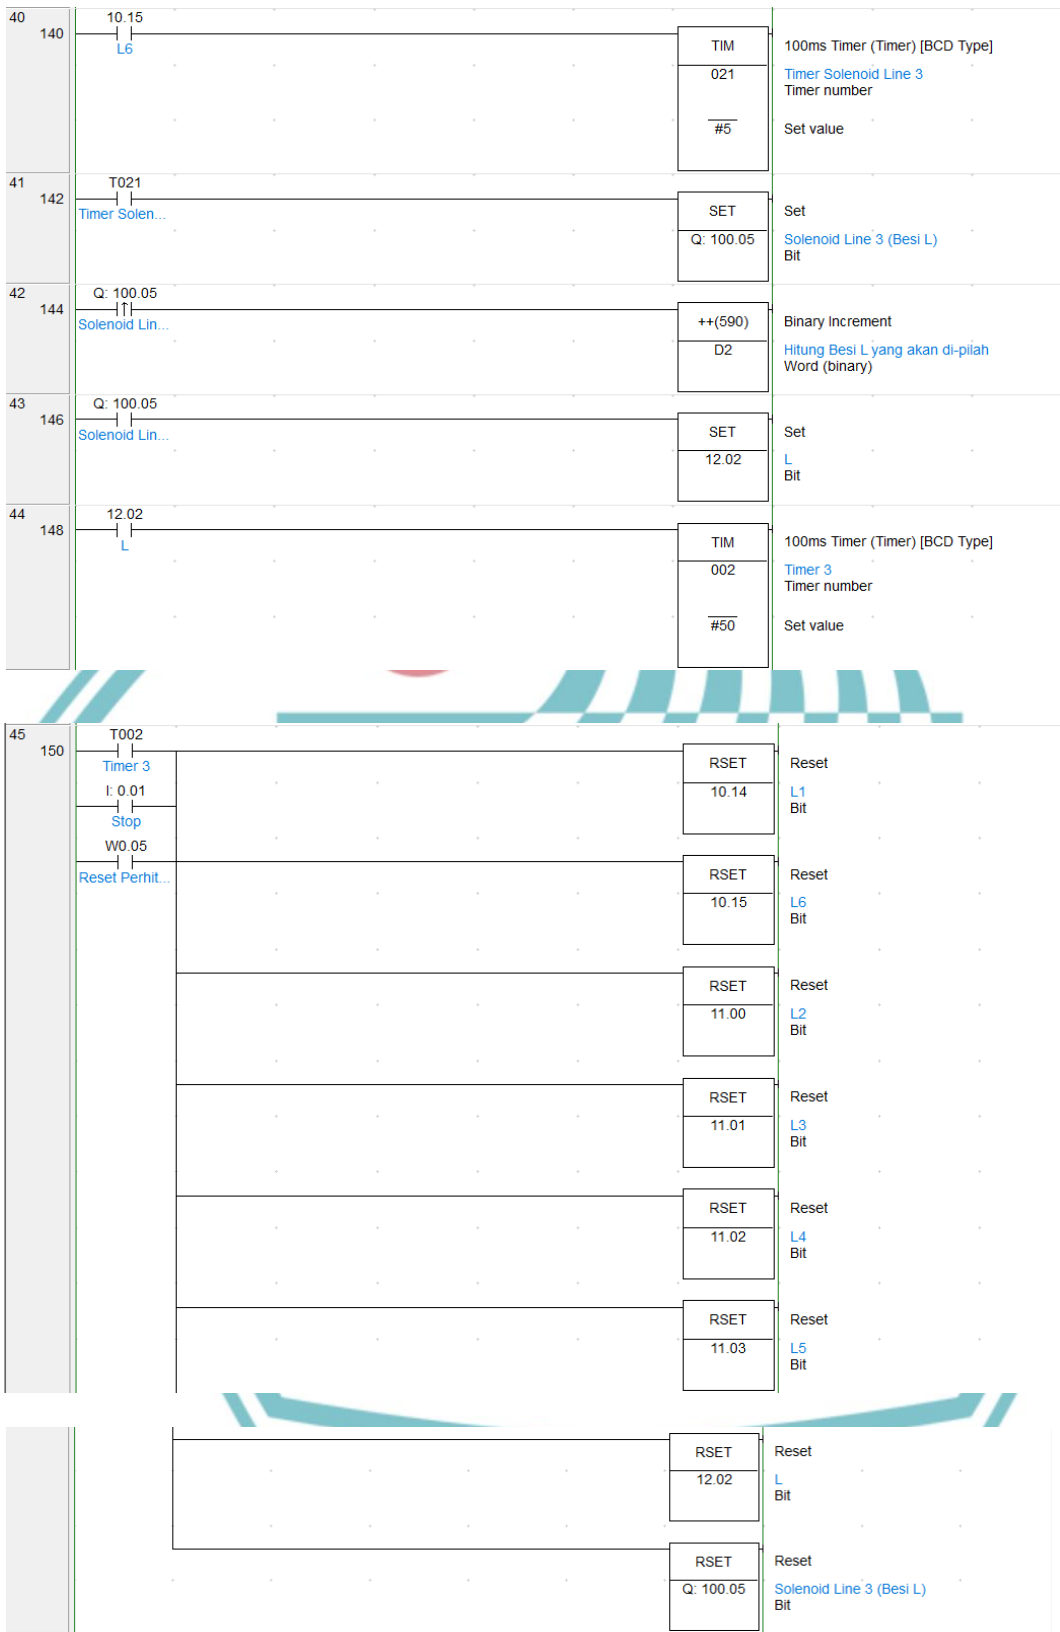 40
140
10.15
L6
TIM
100ms Timer (Timer) [BCD Type]
021
Timer Solenoid Line 3
Timer number
#5
Set value
41
142
T021
Timer Solen...
SET
Set
Q: 100.05
Solenoid Line 3 (Besi L)
Bit
42
144
Q: 100.05
Solenoid Lin...
++(590)
Binary Increment
D2
Hitung Besi L yang akan di-pilah
Word (binary)
43
146
Q: 100.05
Solenoid Lin...
SET
Set
12.02
L
Bit
44
148
12.02
L
TIM
100ms Timer (Timer) [BCD Type]
002
Timer 3
Timer number
#50
Set value
45
150
T002
Timer 3
RSET
Reset
I: 0.01
10.14
L1
Bit
Stop
W0.05
Reset Perhit...
RSET
Reset
10.15
L6
Bit
RSET
Reset
11.00
L2
Bit
RSET
Reset
11.01
L3
Bit
RSET
Reset
11.02
L4
Bit
RSET
Reset
11.03
L5
Bit
RSET
Reset
12.02
L
Bit
RSET
Reset
Q: 100.05
Solenoid Line 3 (Besi L)
Bit